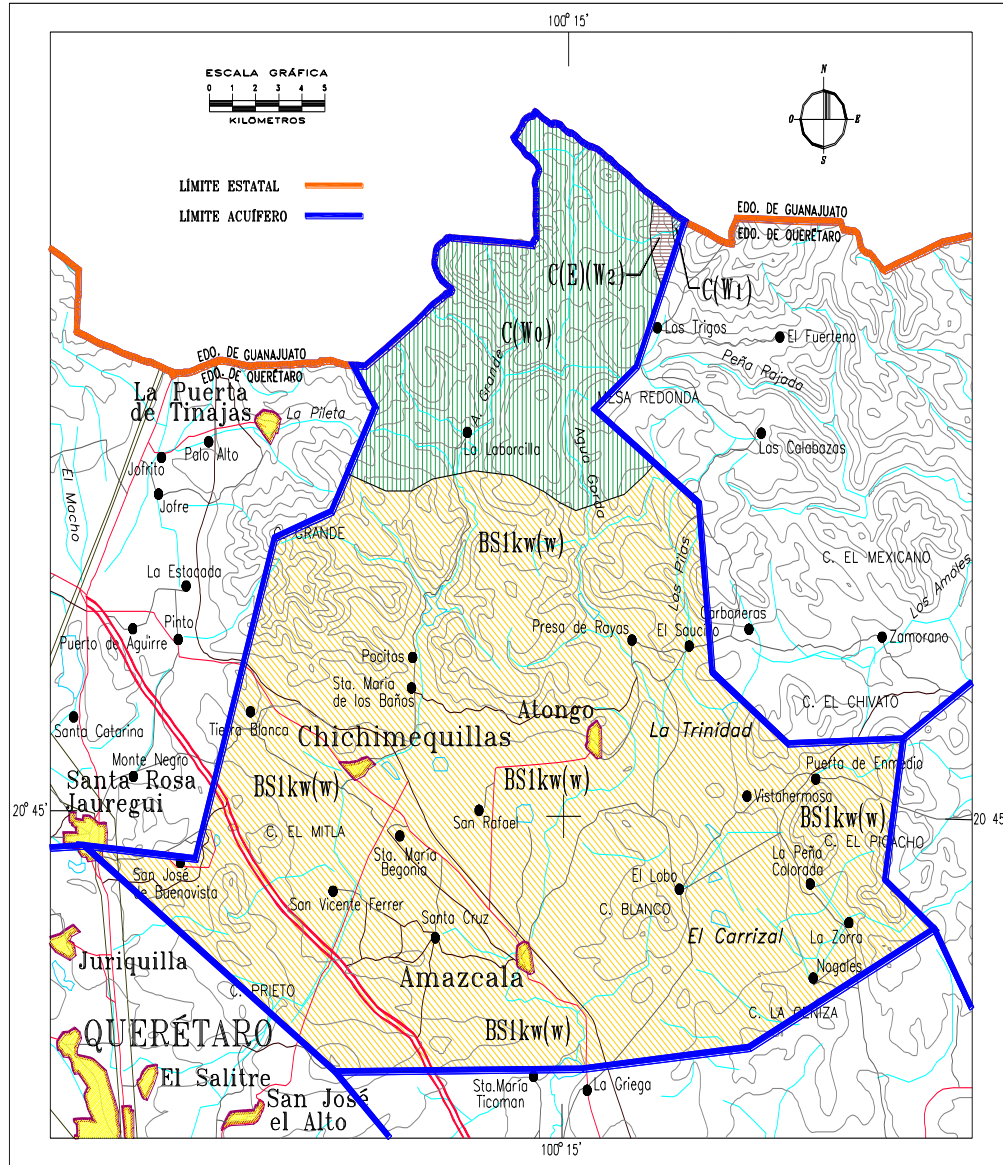 100° 15'
ESCALA GRÁFICA
0 1 2 3 4 5
KILOMETROS
N
O E
S
LÍMITE ESTATAL
LÍMITE ACUÍFERO
EDO. DE GUANAJUATO
EDO. DE QUERÉTARO
C(E)(W2)
C(W1)
C(W0)
Los Trigos
El Fuerteno
EDO. DE GUANAJUATO
EDO. DE QUERÉTARO
Peña Rajada
A. Grande
La Puerta
de Tinajas
La Pileta
MESA REDONDA
Palo Alto
La Laborcilla
Las Calabazas
Jofrito
Agua Gorda
El Macho
Jofre
C. GRANDE
BS1kw(w)
C. EL MEXICANO
Las Pilas
Los Amoles
La Estacada
Pinto
Puerto de Aguirre
Presa de Rayas
El Saucillo
Carboneras
Zamorano
Pocitos
Sta. María
de los Baños
C. EL CHIVATO
Santa Catarina
Tierra Blanca
Atongo
La Trinidad
Chichimequillas
Monte Negro
Puerta de Enmedio
Santa Rosa
Jauregui
BS1kw(w)
BS1kw(w)
Vistahermosa
BS1kw(w)
20° 45'
San Rafael
20° 45'
C. EL MITLA
C. EL PICACHO
Sta. María
Begonia
La Peña
Colorada
San José
de Buenavista
El Lobo
San Vicente Ferrer
C. BLANCO
Santa Cruz
El Carrizal
La Zorra
Juriquilla
Amazcala
Nogales
C. PRIETO
C. LA CENIZA
QUERÉTARO
BS1kw(w)
El Salitre
Sta.María
Ticoman
La Griega
San José
el Alto
100° 15'